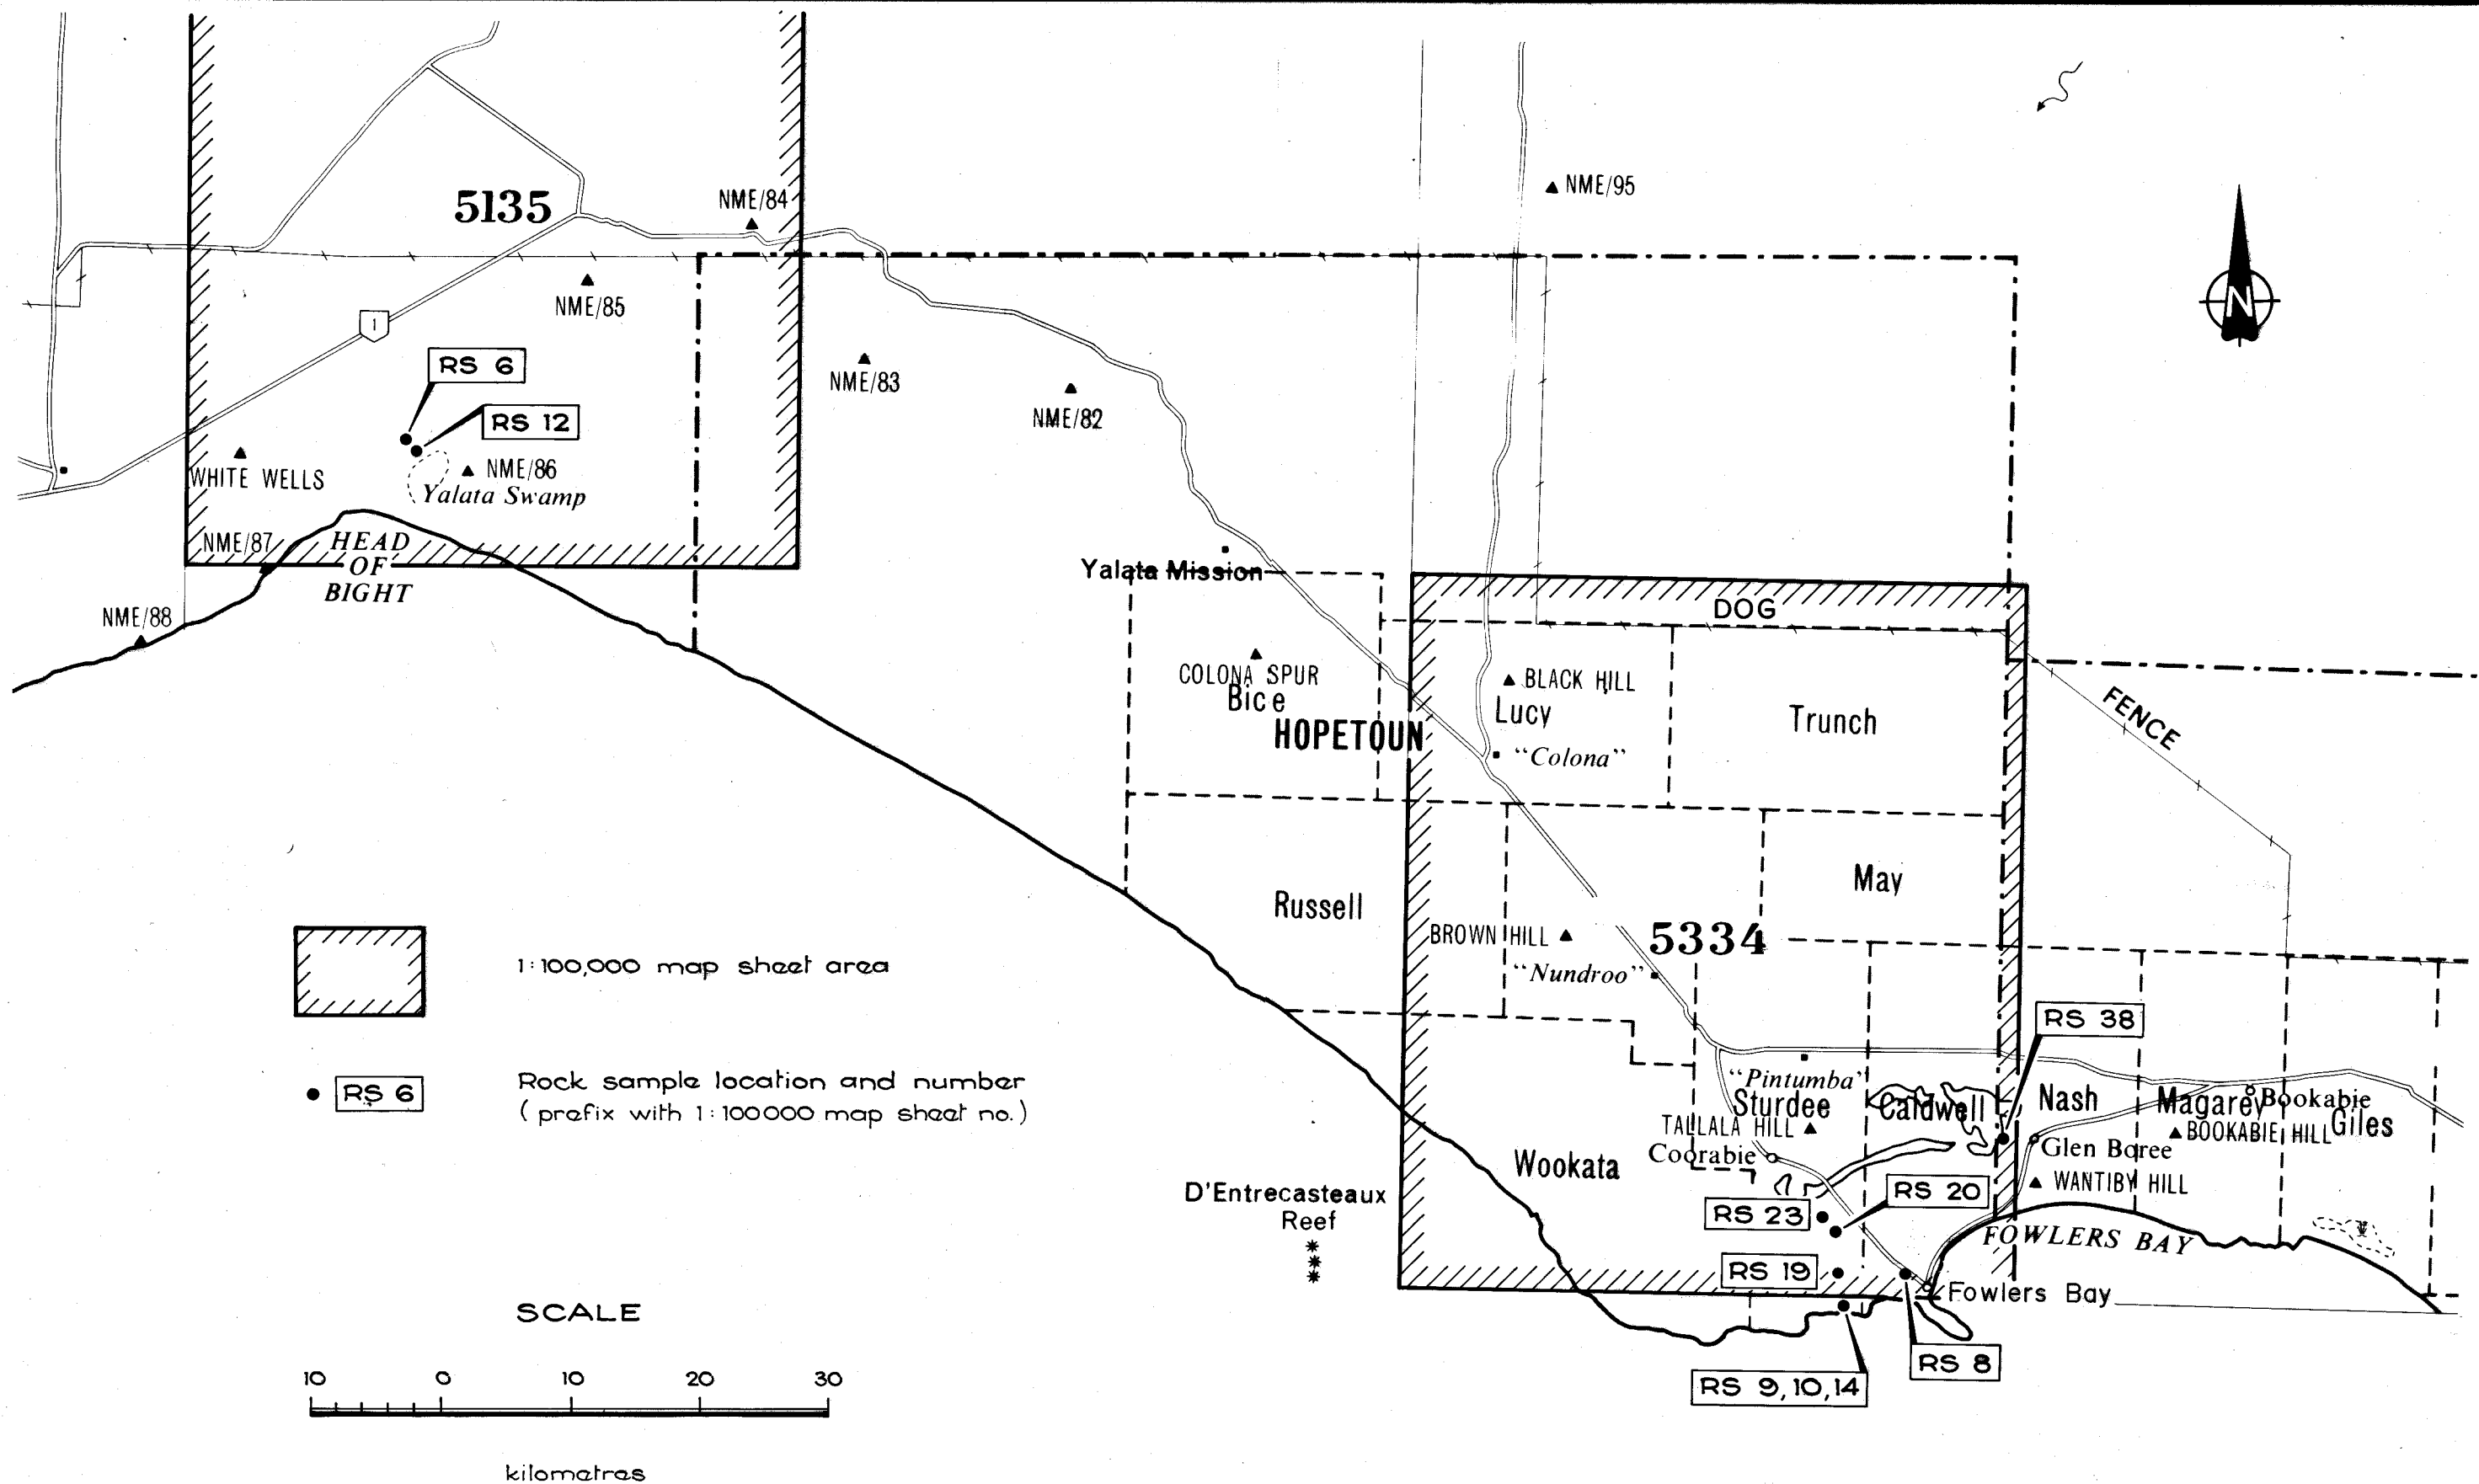 5135
NME/84
NME/95
NME/85
1
N
RS 6
NME/83
RS 12
NME/82
WHITE WELLS
NME/86
Yalata Swamp
NME/87
HEAD
OF
BIGHT
Yalata Mission
NME/88
DOG
COLONA SPUR
Bice
BLACK HILL
Lucy
Trunch
FENCE
HOPETOUN
"Colona"
May
Russell
BROWN HILL
5334
"Nundroo"
1:100,000 map sheet area
RS 38
RS 6
Rock sample location and number
(prefix with 1:100000 map sheet no.)
"Pintumba"
Sturdee
Caldwell
Nash
Magarey
Bookabie
Giles
TALLALA HILL
BOOKABIE HILL
Coorabie
Glen Boree
Wookata
WANTIBY HILL
D'Entrecasteaux
Reef
RS 20
RS 23
FOWLERS BAY
RS 19
Fowlers Bay
SCALE
RS 8
RS 9, 10, 14
10 0 10 20 30
kilometres